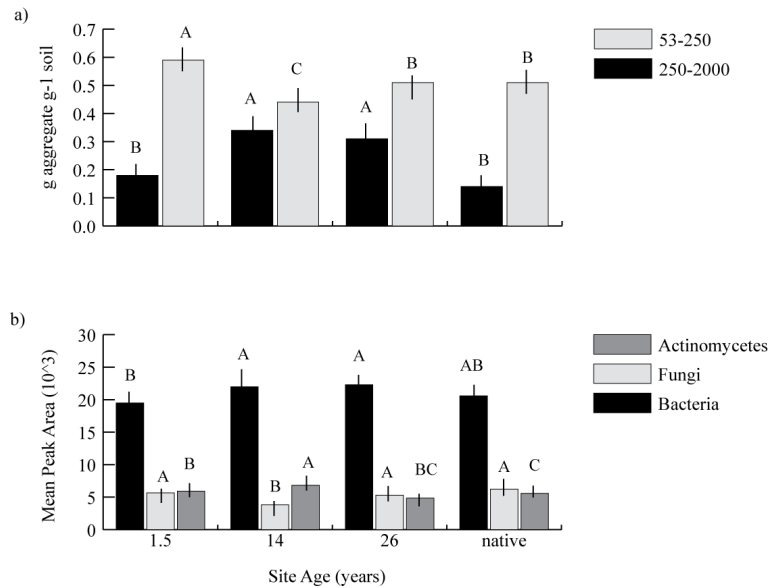 a)
53-250
250-2000
g aggregate g-1 soil
0.7
0.6
0.5
0.4
0.3
0.2
0.1
0.0
B
A
A
C
A
B
B
B
b)
Actinomycetes
Fungi
Bacteria
Mean Peak Area (10^3)
30
25
20
15
10
5
0
B
A
B
A
B
A
A
A
BC
AB
A
C
1.5
14
26
native
Site Age (years)